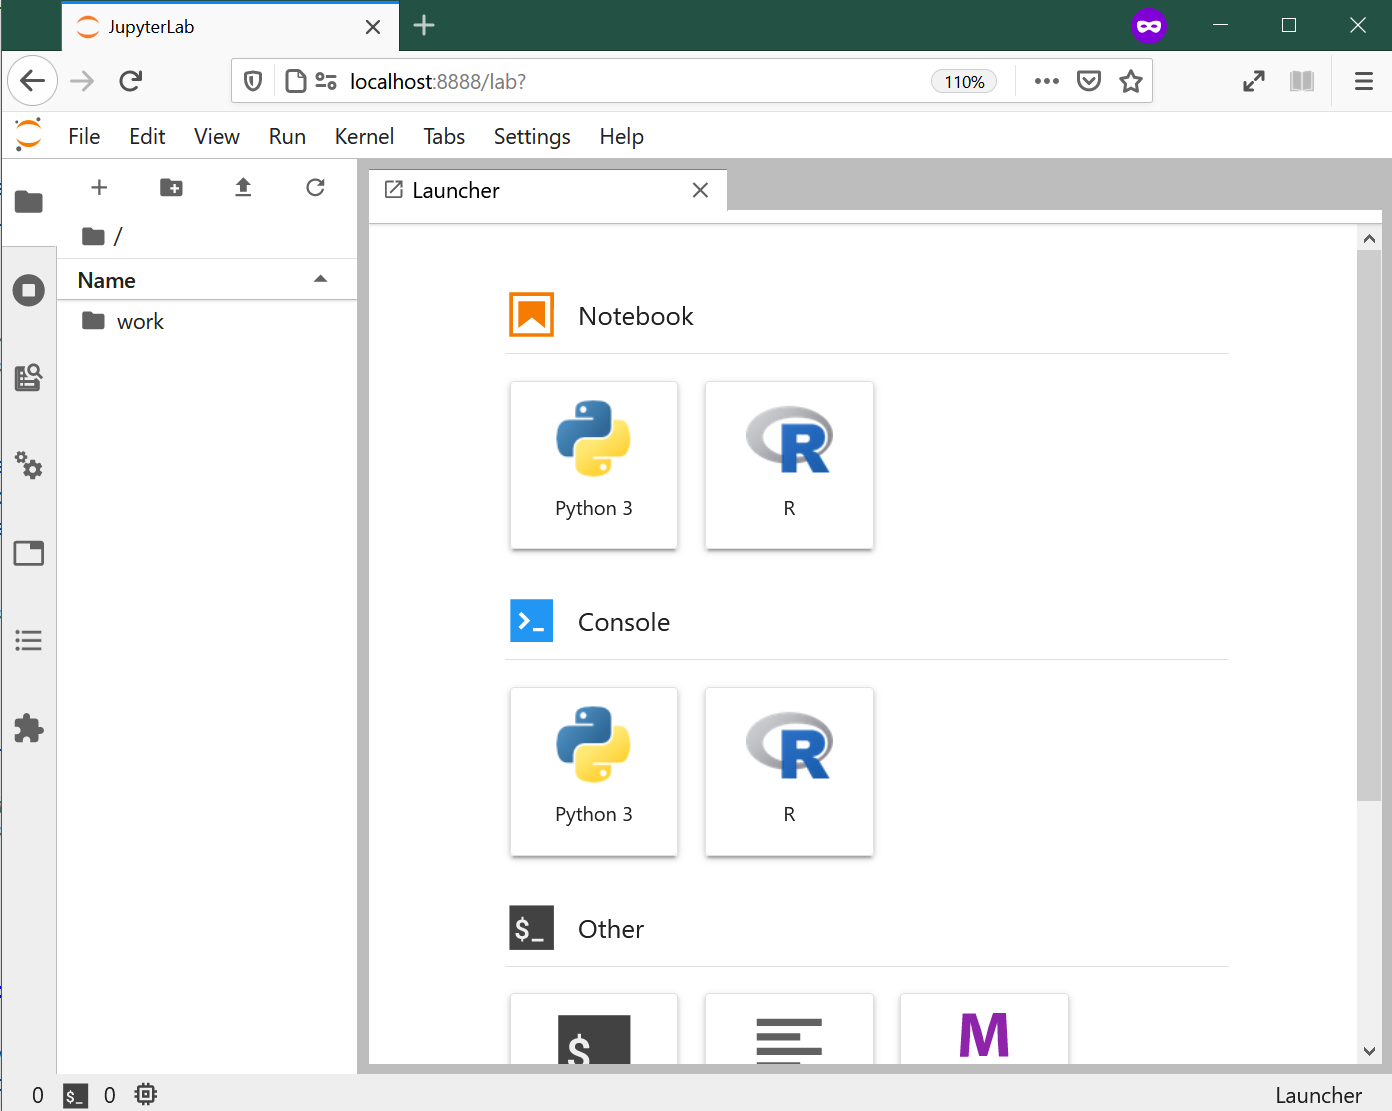 JupyterLab
localhost:8888/lab?
110%
File Edit View Run Kernel Tabs Settings Help
Launcher
/
Name
work
Notebook
Python 3
R
Console
>_
Python 3
R
$_
Other
$
M
0 $_ 0
Launcher